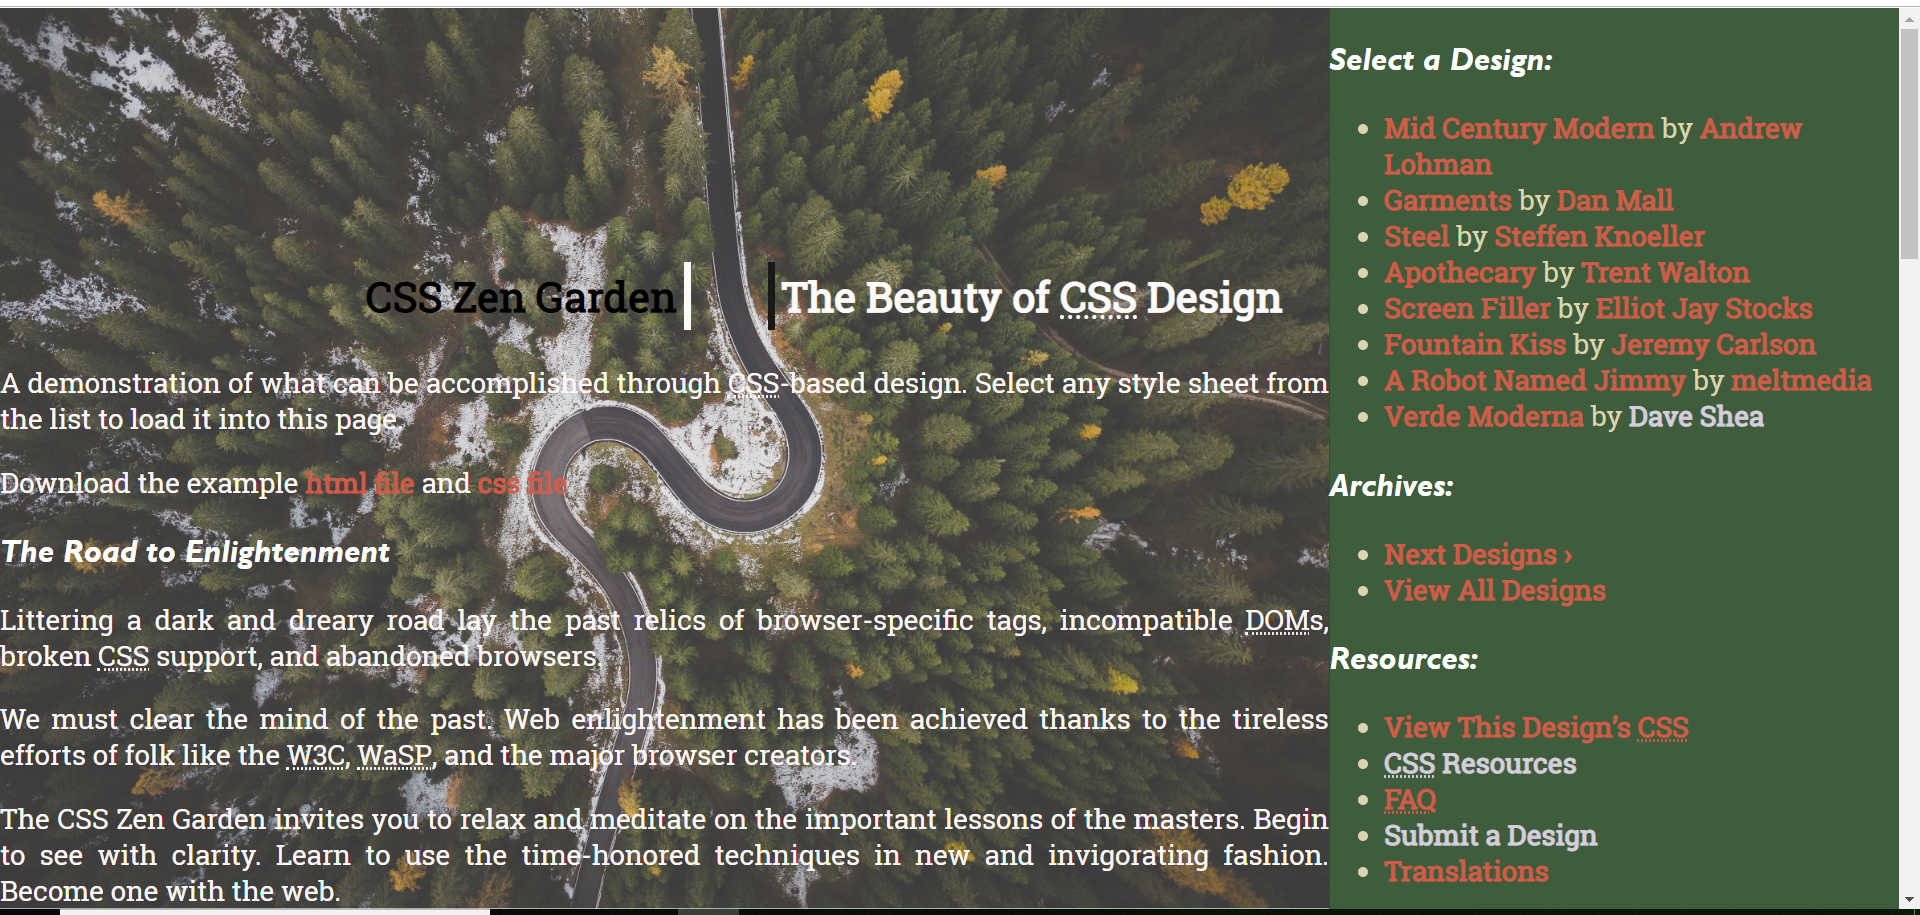 CSS Zen Garden
The Beauty of CSS Design
A demonstration of what can be accomplished through CSS-based design. Select any style sheet from
the list to load it into this page.
Download the example html file and css file
The Road to Enlightenment
Littering a dark and dreary road lay the past relics of browser-specific tags, incompatible DOMs,
broken CSS support, and abandoned browsers.
We must clear the mind of the past. Web enlightenment has been achieved thanks to the tireless
efforts of folk like the W3C, WaSP, and the major browser creators.
The CSS Zen Garden invites you to relax and meditate on the important lessons of the masters. Begin
to see with clarity. Learn to use the time-honored techniques in new and invigorating fashion.
Become one with the web.
Select a Design:
Mid Century Modern by Andrew
Lohman
Garments by Dan Mall
Steel by Steffen Knoeller
Apothecary by Trent Walton
Screen Filler by Elliot Jay Stocks
Fountain Kiss by Jeremy Carlson
A Robot Named Jimmy by meltmedia
Verde Moderna by Dave Shea
Archives:
Next Designs ›
View All Designs
Resources:
View This Design’s CSS
CSS Resources
FAQ
Submit a Design
Translations